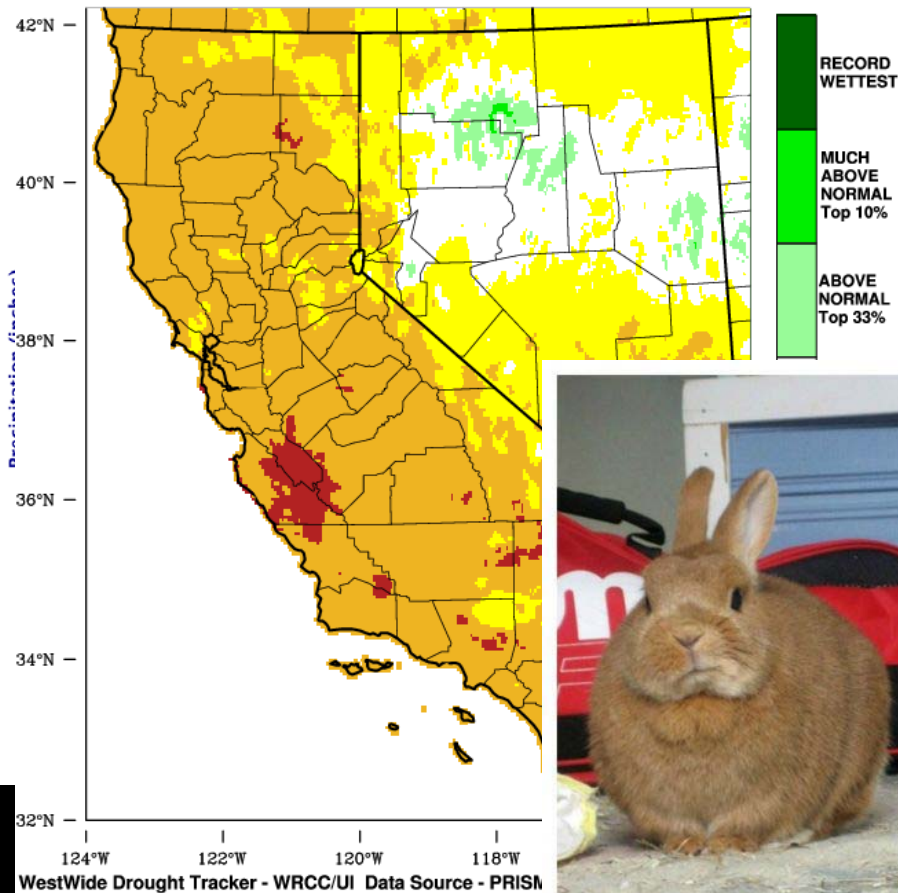 42°N
40°N
38°N
36°N
34°N
32°N
124°W
122°W
120°W
118°W
RECORD
WETTEST
MUCH
ABOVE
NORMAL
Top 10%
ABOVE
NORMAL
Top 33%
m
WestWide Drought Tracker - WRCC/UI Data Source - PRISM